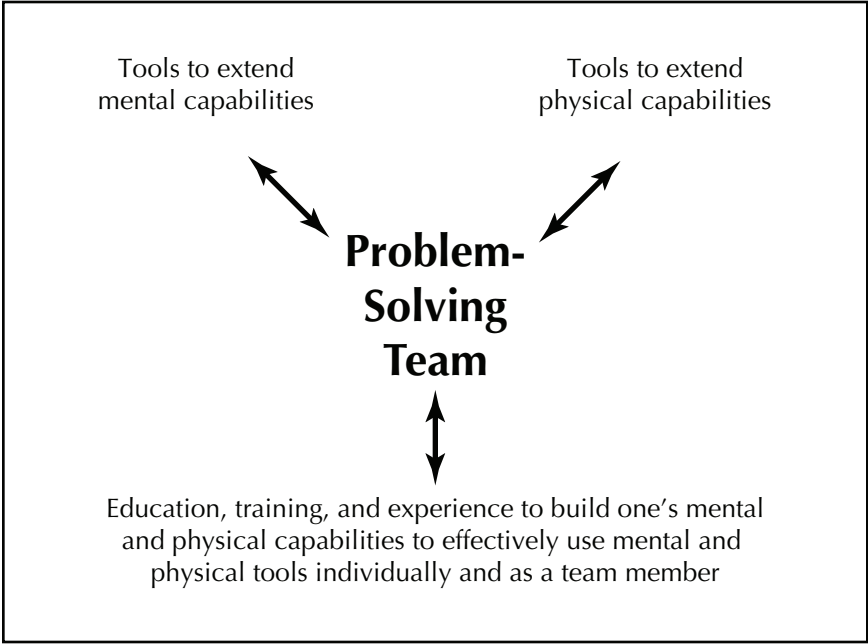 Tools to extend
mental capabilities
Tools to extend
physical capabilities
Problem-
Solving
Team
Education, training, and experience to build one’s mental
and physical capabilities to effectively use mental and
physical tools individually and as a team member